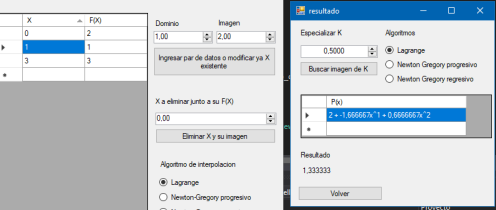 X F(X)
0 2
1 1
3 3
Dominio Imagen
1,00 2,00
Ingresar par de datos o modificar ya X
existente
X a eliminar junto a su F(X)
0,00
Eliminar X y su imagen
Algoritmo de interpolacion
Lagrange
Newton-Gregory progresivo
resultado
Especializar K Algoritmos
0,5000 Lagrange
Newton Gregory progresivo
Buscar imagen de K
Newton Gregory regresivo
P(x)
2 + -1,666667x^1 + 0,6666667x^2
Resultado
1,333333
Volver